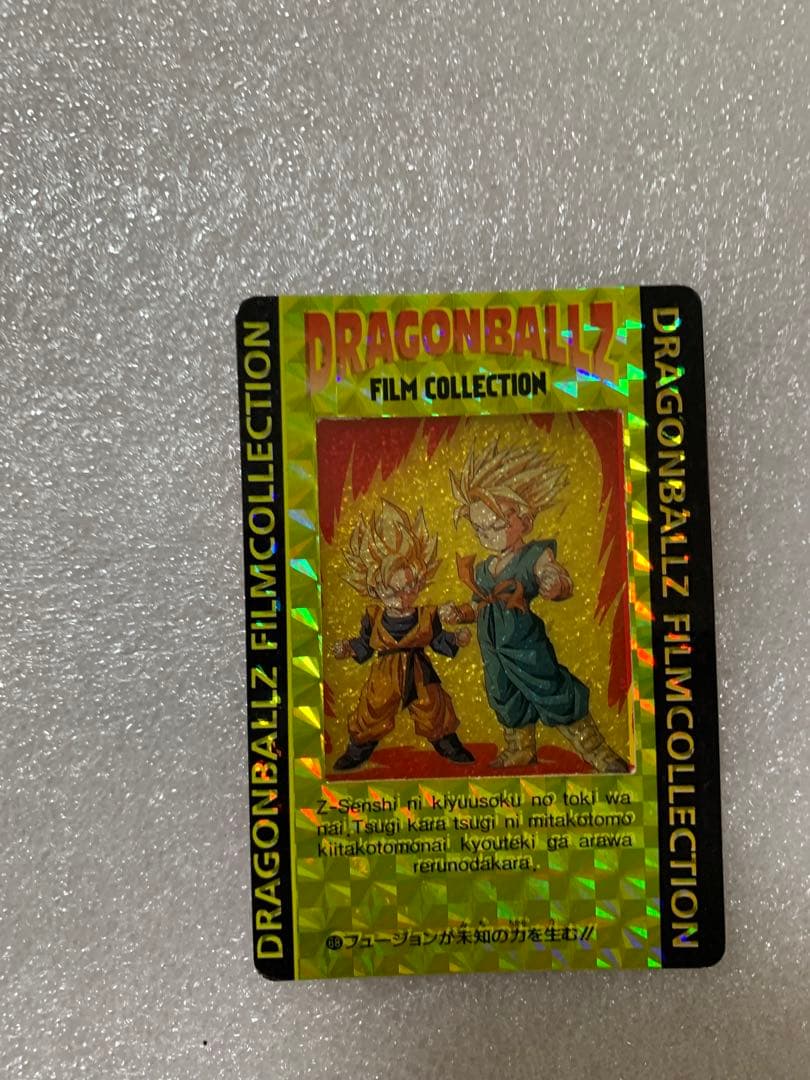 DRAGONBALLZ
FILM COLLECTION
DRAGONBALLZ FILMCOLLECTION
DRAGONBALLZ FILMCOLLECTION
Z-Senshi ni kiyuusoku no toki wa
nai.Tsugi kara tsugi ni mitakotomo
kiitakotomonai kyouteki ga arawa
rerunodakara.
フュージョンが未知の力を生む!!